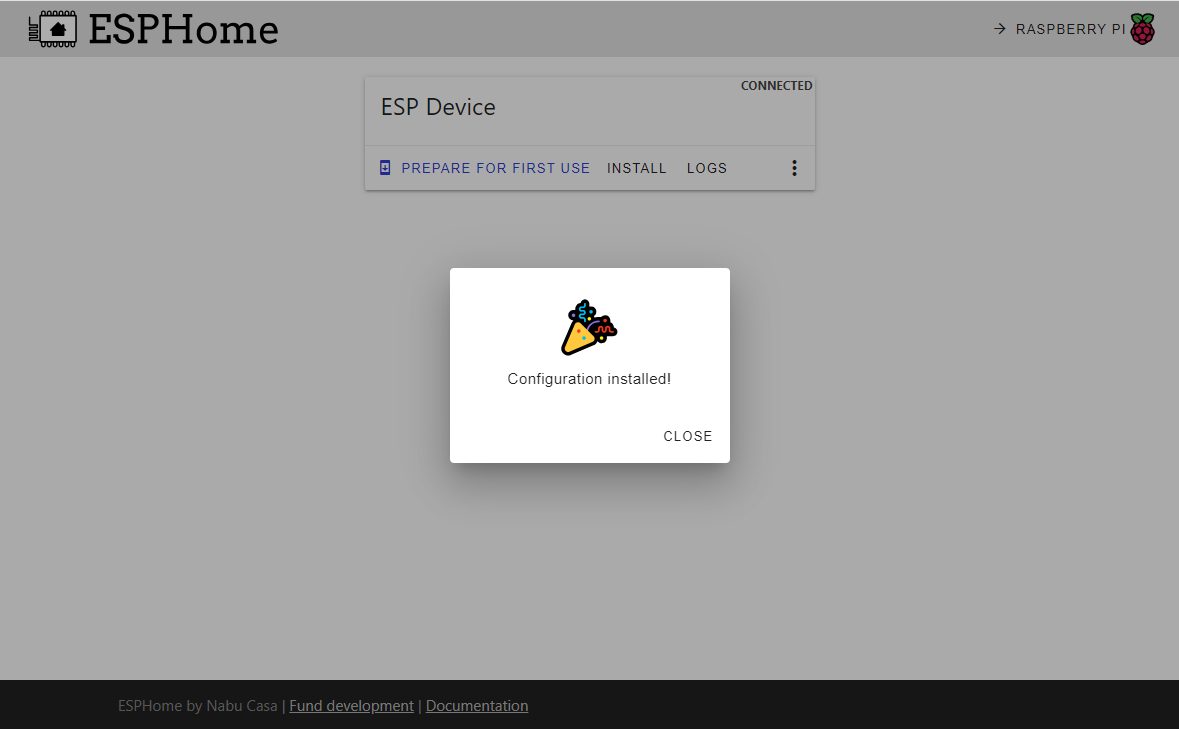 ESPHome
RASPBERRY PI
CONNECTED
ESP Device
PREPARE FOR FIRST USE INSTALL LOGS
Configuration installed!
CLOSE
ESPHome by Nabu Casa | Fund development | Documentation